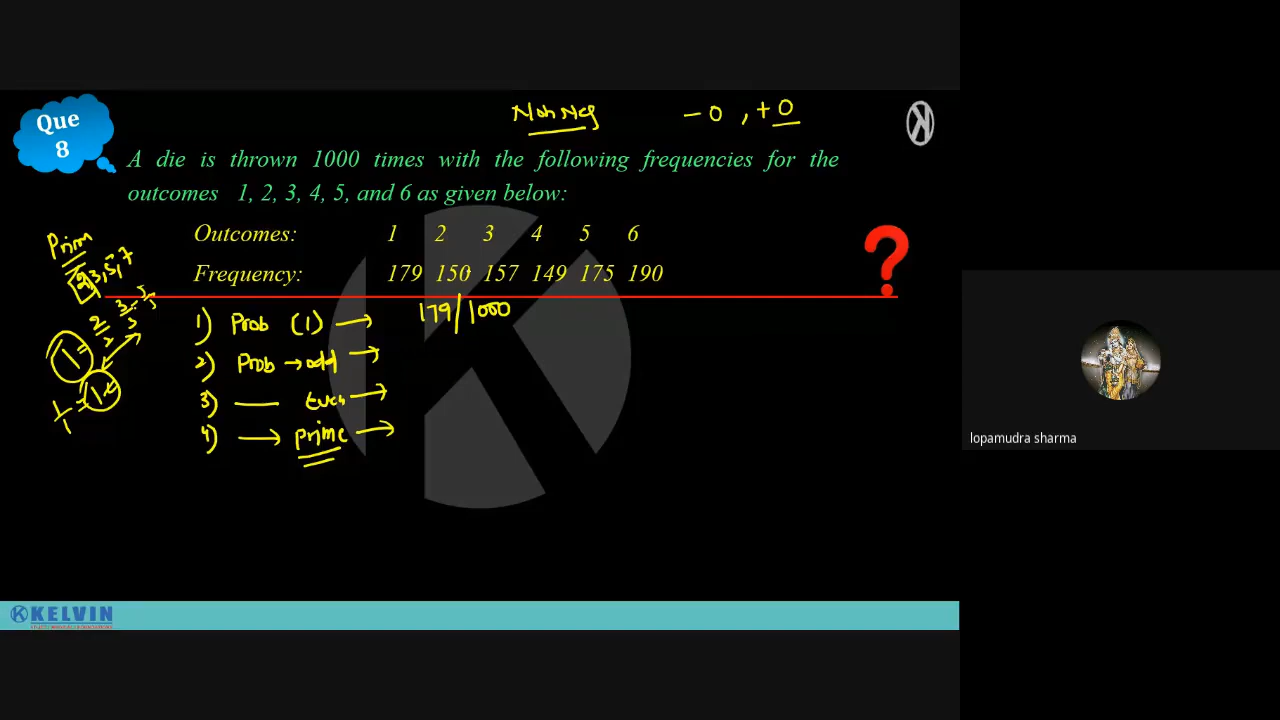 Que
8
Non Neg -0, +0
A die is thrown 1000 times with the following frequencies for the
outcomes 1, 2, 3, 4, 5, and 6 as given below:
Outcomes: 1 2 3 4 5 6
Frequency: 179 150 157 149 175 190
Prim
2, 3, 5, 7
1) Prob (1) → 179/1000
2) Prob → odd →
3) — Even →
4) → Prime →
1/1 = 1
KELVIN
lopamudra sharma